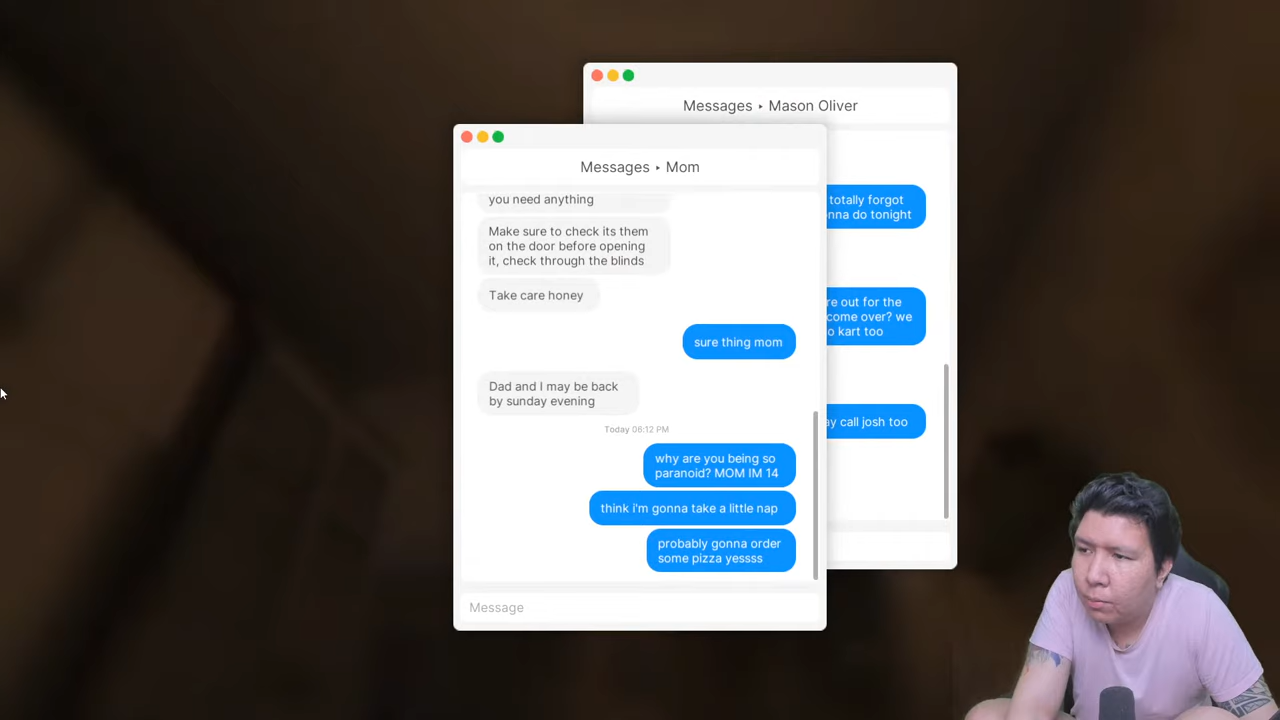 Messages ▸ Mason Oliver
totally forgot
nna do tonight
re out for the
come over? we
o kart too
ay call josh too
Messages ▸ Mom
you need anything
Make sure to check its them
on the door before opening
it, check through the blinds
Take care honey
sure thing mom
Dad and I may be back
by sunday evening
Today 06:12 PM
why are you being so
paranoid? MOM IM 14
think i'm gonna take a little nap
probably gonna order
some pizza yessss
Message